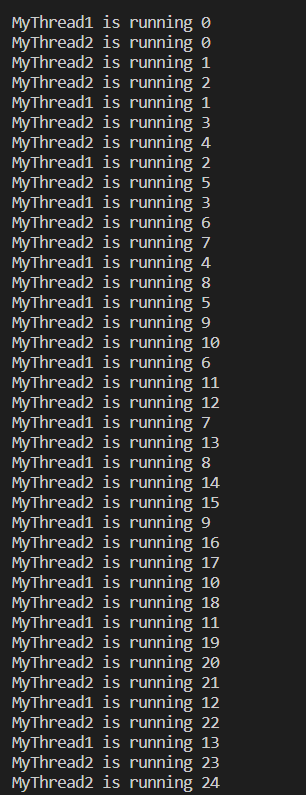 MyThread1 is running 0
MyThread2 is running 0
MyThread2 is running 1
MyThread2 is running 2
MyThread1 is running 1
MyThread2 is running 3
MyThread2 is running 4
MyThread1 is running 2
MyThread2 is running 5
MyThread1 is running 3
MyThread2 is running 6
MyThread2 is running 7
MyThread1 is running 4
MyThread2 is running 8
MyThread1 is running 5
MyThread2 is running 9
MyThread2 is running 10
MyThread1 is running 6
MyThread2 is running 11
MyThread2 is running 12
MyThread1 is running 7
MyThread2 is running 13
MyThread1 is running 8
MyThread2 is running 14
MyThread2 is running 15
MyThread1 is running 9
MyThread2 is running 16
MyThread2 is running 17
MyThread1 is running 10
MyThread2 is running 18
MyThread1 is running 11
MyThread2 is running 19
MyThread2 is running 20
MyThread2 is running 21
MyThread1 is running 12
MyThread2 is running 22
MyThread1 is running 13
MyThread2 is running 23
MyThread2 is running 24